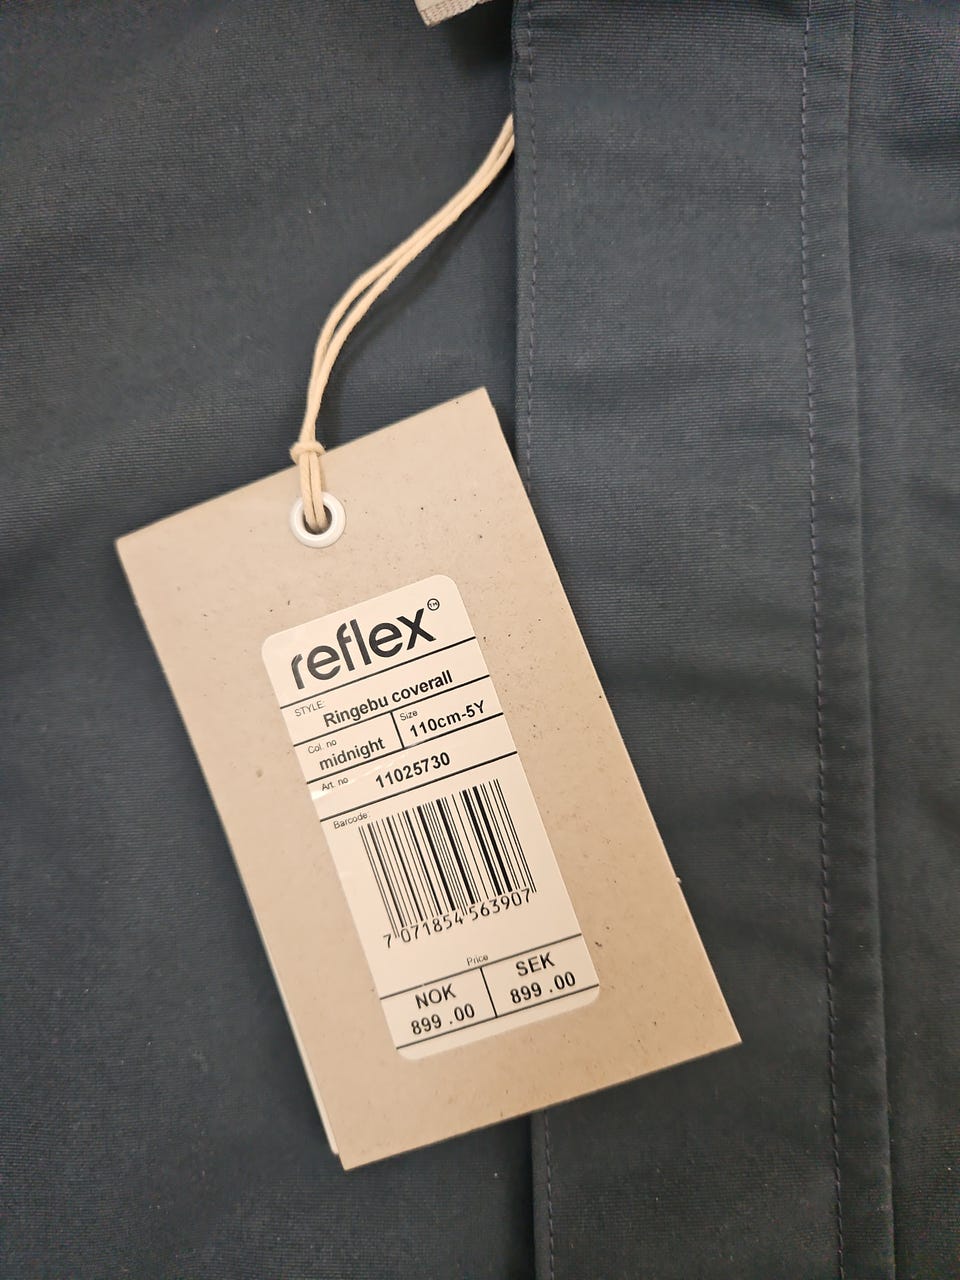 reflex™
STYLE:
Ringebu coverall
Col. no
midnight
Size
110cm-5Y
Art. no
11025730
Barcode:
7 071854 563907
Price
NOK
899 .00
SEK
899 .00